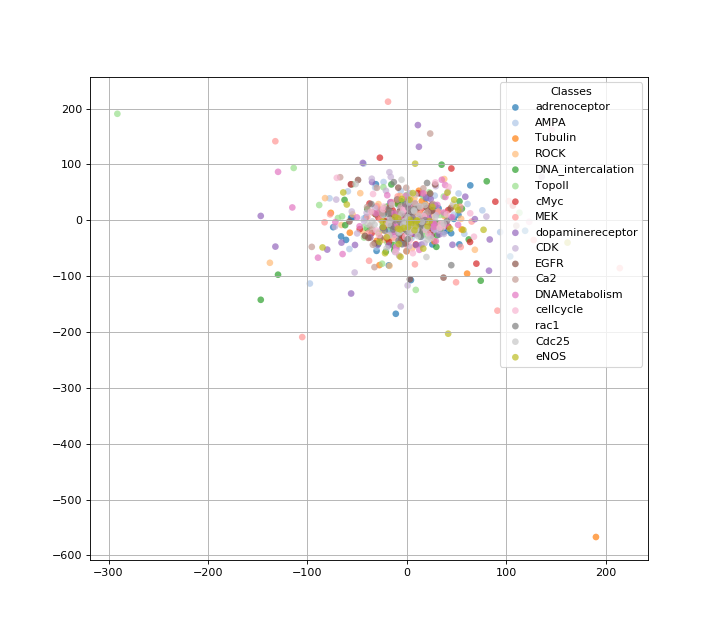 Classes
adrenoceptor
AMPA
Tubulin
ROCK
DNA_intercalation
TopoII
cMyc
MEK
dopaminereceptor
CDK
EGFR
Ca2
DNAMetabolism
cellcycle
rac1
Cdc25
eNOS
200
100
0
−100
−200
−300
−400
−500
−600
−300 −200 −100 0 100 200